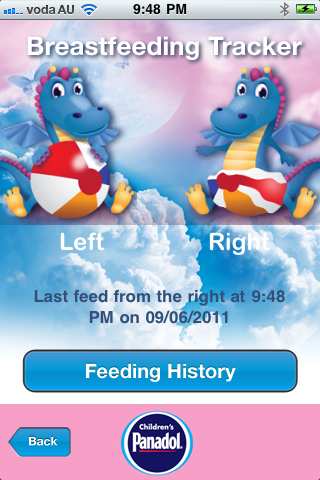 voda AU 9:48 PM
Breastfeeding Tracker
Left Right
Last feed from the right at 9:48
PM on 09/06/2011
Feeding History
Back
Children's
Panadol